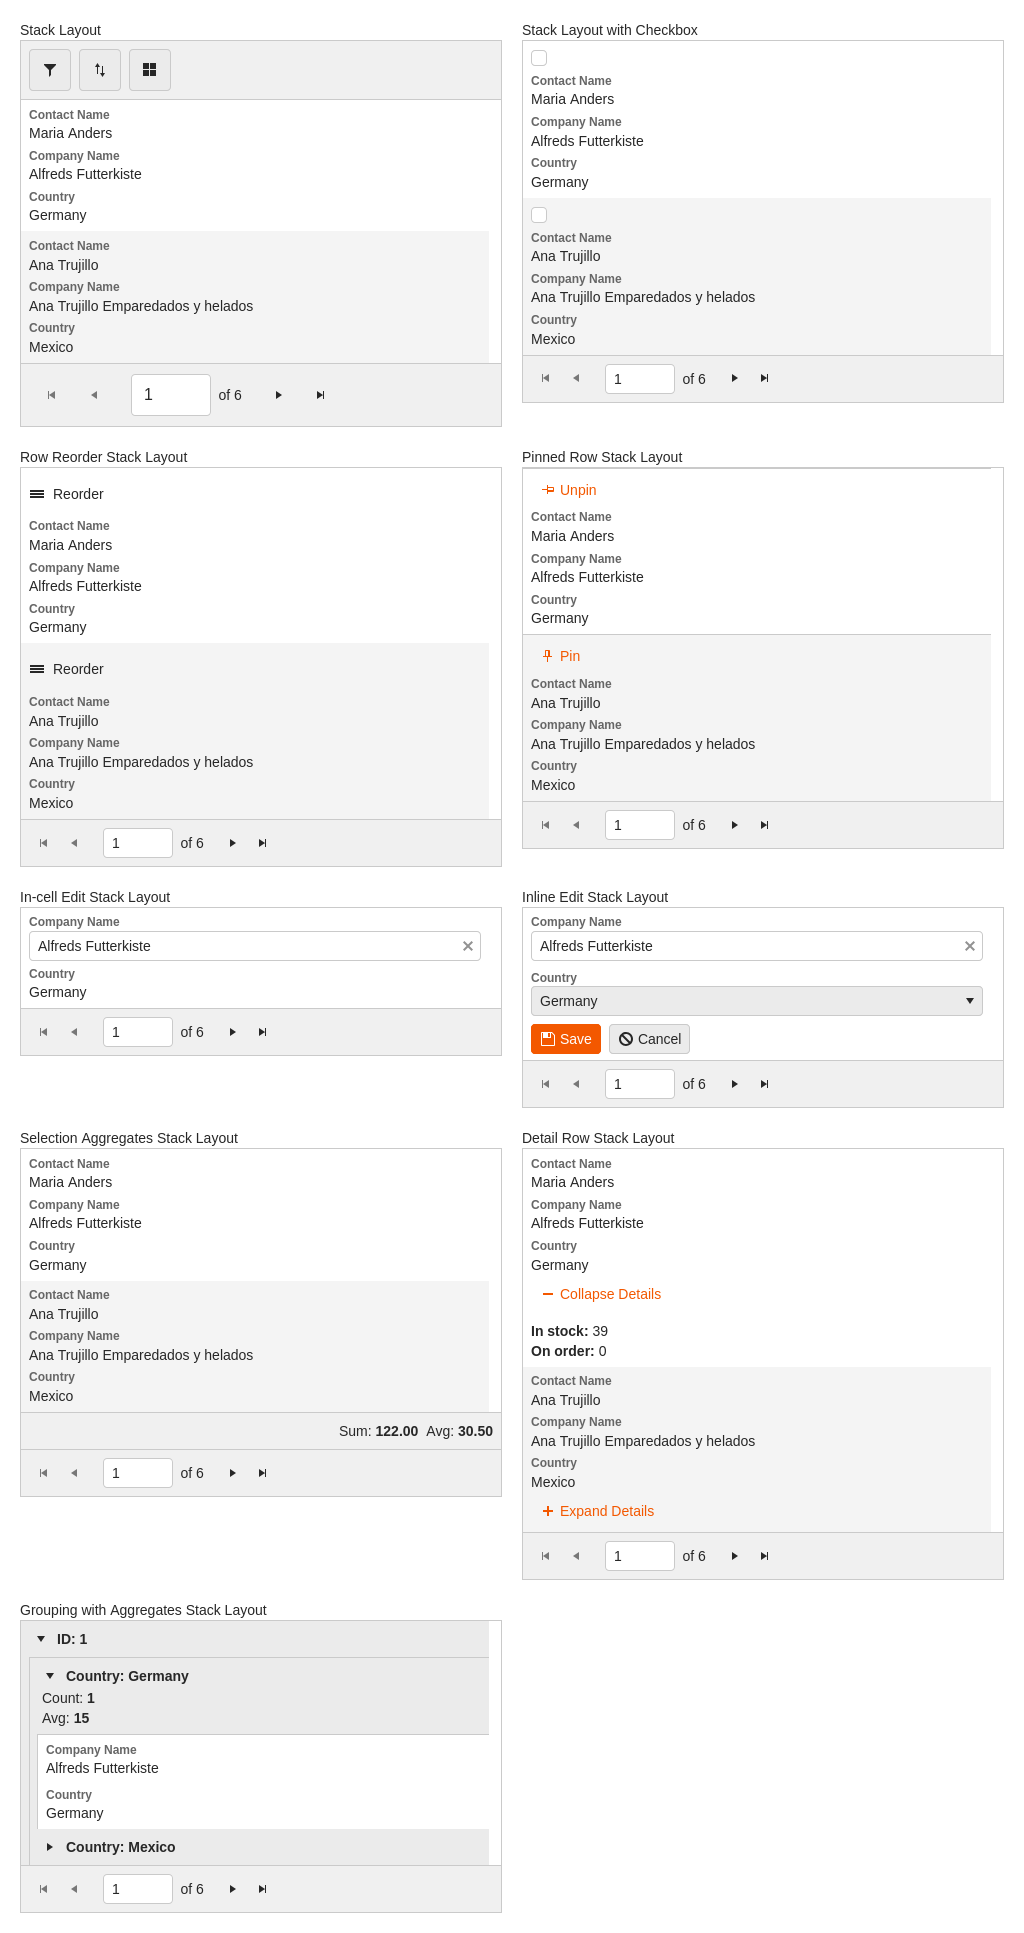 Stack Layout
Contact Name
Maria Anders
Company Name
Alfreds Futterkiste
Country
Germany
Contact Name
Ana Trujillo
Company Name
Ana Trujillo Emparedados y helados
Country
Mexico
1 of 6
Stack Layout with Checkbox
Contact Name
Maria Anders
Company Name
Alfreds Futterkiste
Country
Germany
Contact Name
Ana Trujillo
Company Name
Ana Trujillo Emparedados y helados
Country
Mexico
1 of 6
Row Reorder Stack Layout
Reorder
Contact Name
Maria Anders
Company Name
Alfreds Futterkiste
Country
Germany
Reorder
Contact Name
Ana Trujillo
Company Name
Ana Trujillo Emparedados y helados
Country
Mexico
1 of 6
Pinned Row Stack Layout
Unpin
Contact Name
Maria Anders
Company Name
Alfreds Futterkiste
Country
Germany
Pin
Contact Name
Ana Trujillo
Company Name
Ana Trujillo Emparedados y helados
Country
Mexico
1 of 6
In-cell Edit Stack Layout
Company Name
Alfreds Futterkiste
Country
Germany
1 of 6
Inline Edit Stack Layout
Company Name
Alfreds Futterkiste
Country
Germany
Save Cancel
1 of 6
Selection Aggregates Stack Layout
Contact Name
Maria Anders
Company Name
Alfreds Futterkiste
Country
Germany
Contact Name
Ana Trujillo
Company Name
Ana Trujillo Emparedados y helados
Country
Mexico
Sum: 122.00 Avg: 30.50
1 of 6
Detail Row Stack Layout
Contact Name
Maria Anders
Company Name
Alfreds Futterkiste
Country
Germany
Collapse Details
In stock: 39
On order: 0
Contact Name
Ana Trujillo
Company Name
Ana Trujillo Emparedados y helados
Country
Mexico
Expand Details
1 of 6
Grouping with Aggregates Stack Layout
ID: 1
Country: Germany
Count: 1
Avg: 15
Company Name
Alfreds Futterkiste
Country
Germany
Country: Mexico
1 of 6